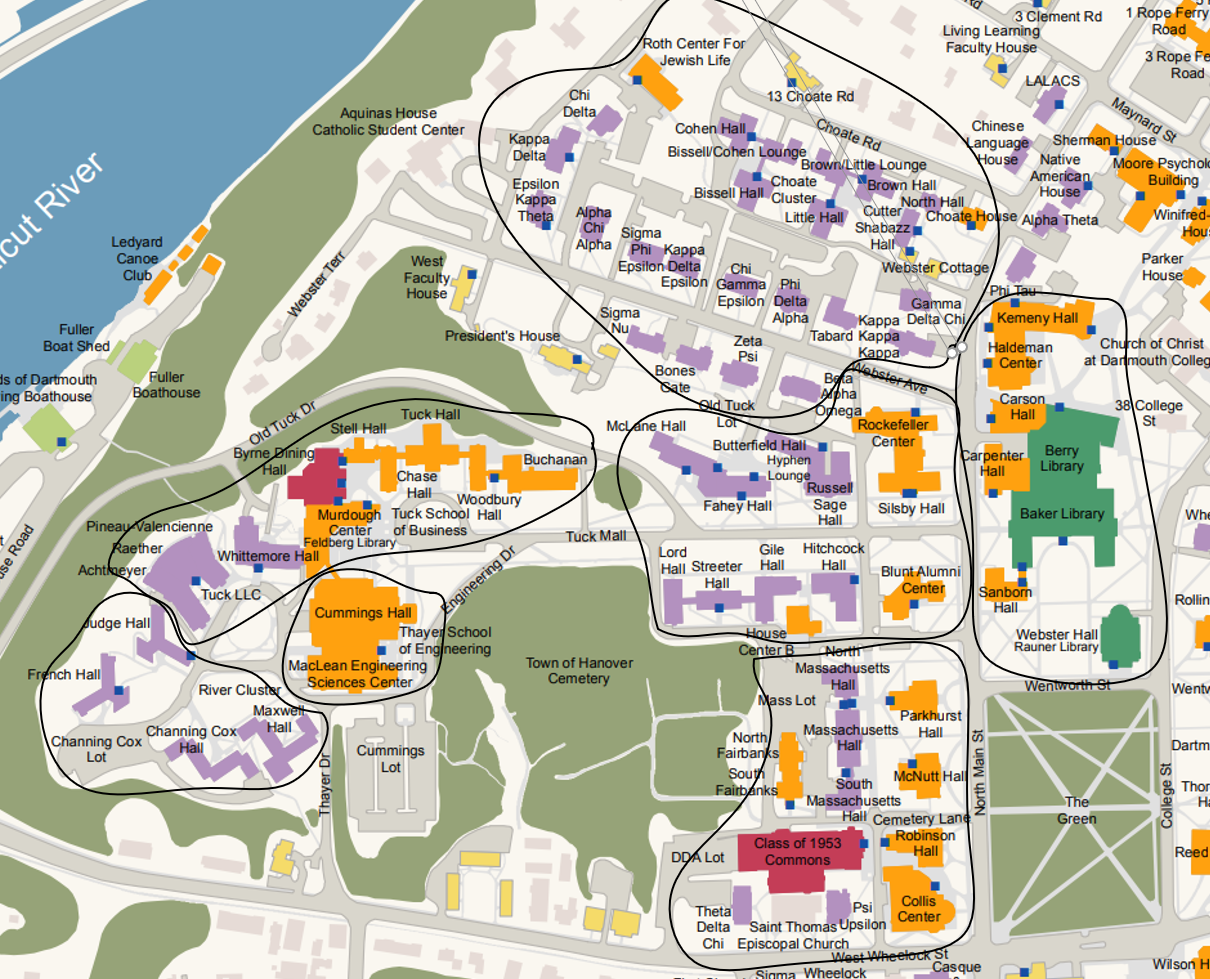 Rd
3 Clement Rd
1 Rope Ferry
Road
Living Learning
Faculty House
3 Rope Fe
Road
Roth Center For
Jewish Life
LALACS
Maynard St
13 Choate Rd
Chi
Delta
Aquinas House
Catholic Student Center
Cohen Hall
Choate Rd
Chinese
Language
House
Sherman House
Kappa
Delta
Bissell/Cohen Lounge
Brown/Little Lounge
Native
American
House
Moore Psycholo
Building
cut River
Epsilon
Kappa
Theta
Bissell Hall
Choate
Cluster
Brown Hall
North Hall
Little Hall
Cutter
Shabazz
Hall
Choate House
Alpha Theta
Winifred-
Hous
Alpha
Chi
Alpha
Sigma
Phi
Epsilon
Kappa
Delta
Epsilon
Ledyard
Canoe
Club
Webster Terr
West
Faculty
House
Webster Cottage
Parker
House
Chi
Gamma
Epsilon
Phi
Delta
Alpha
Phi Tau
Gamma
Delta Chi
Kemeny Hall
Fuller
Boat Shed
President's House
Sigma
Nu
Tabard
Kappa
Kappa
Kappa
Zeta
Psi
Haldeman
Center
Church of Christ
at Dartmouth Colleg
ds of Dartmouth
ing Boathouse
Fuller
Boathouse
Bones
Gate
Beta
Alpha
Omega
Webster Ave
Old Tuck Dr
Old Tuck
Lot
Carson
Hall
38 College
St
Tuck Hall
Stell Hall
McLane Hall
Rockefeller
Center
Byrne Dining
Hall
Butterfield Hall
Hyphen
Lounge
Carpenter
Hall
Berry
Library
Buchanan
Chase
Hall
Woodbury
Hall
Russell
Sage
Hall
Fahey Hall
Silsby Hall
Baker Library
Murdough
Center
Tuck School
of Business
Feldberg Library
Pineau-Valencienne
Raether
Achtmeyer
Whittemore Hall
Tuck Mall
use Road
Whe
Lord
Hall
Streeter
Hall
Gile
Hall
Hitchcock
Hall
Blunt Alumni
Center
Engineering Dr
Tuck LLC
Sanborn
Hall
Rollin
Cummings Hall
Judge Hall
Thayer School
of Engineering
House
Center B
Webster Hall
Rauner Library
MacLean Engineering
Sciences Center
Town of Hanover
Cemetery
North
Massachusetts
Hall
French Hall
River Cluster
Wentworth St
Wentw
Mass Lot
Parkhurst
Hall
Maxwell
Hall
Channing Cox
Lot
Channing Cox
Hall
Cummings
Lot
North
Fairbanks
South
Fairbanks
Massachusetts
Hall
North Main St
Dartm
McNutt Hall
Thayer Dr
South
Massachusetts
Hall
The
Green
College St
Thor
Ha
Cemetery Lane
Robinson
Hall
Class of 1953
Commons
DDA Lot
Reed
Collis
Center
Theta
Delta
Chi
Psi
Upsilon
Saint Thomas
Episcopal Church
West Wheelock St
Sigma
Wheelock
Casque
Wilson H